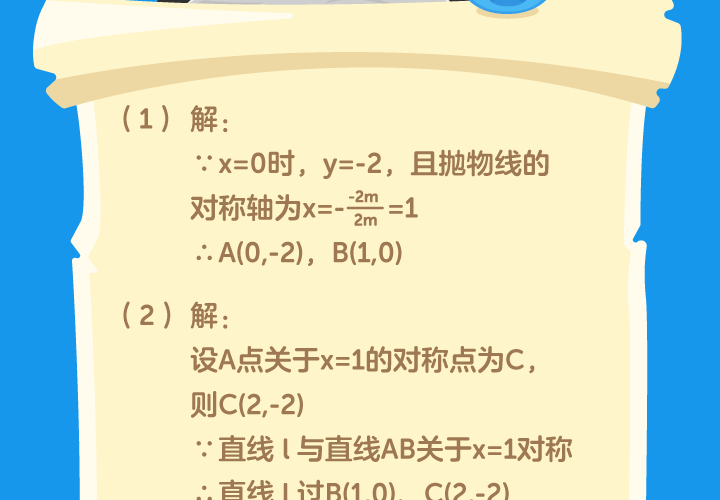 （1）解：
∵x=0时，y=-2，且抛物线的
对称轴为x=-\frac{-2m}{2m}=1
∴A(0,-2)，B(1,0)
（2）解：
设A点关于x=1的对称点为C，
则C(2,-2)
∵直线 l 与直线AB关于x=1对称
∴直线 l 过B(1,0)、C(2,-2)